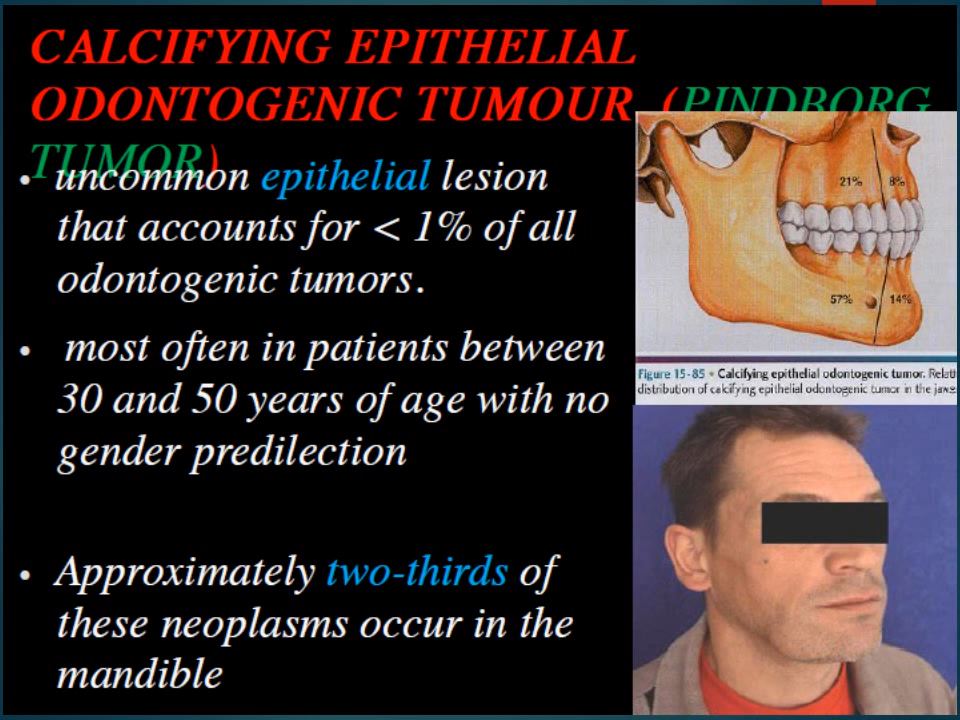 CALCIFYING EPITHELIAL
ODONTOGENIC TUMOUR (PINDBORG
TUMOR)
• uncommon epithelial lesion
that accounts for < 1% of all
odontogenic tumors.
• most often in patients between
30 and 50 years of age with no
gender predilection
• Approximately two-thirds of
these neoplasms occur in the
mandible
21% 8%
57% 14%
Figure 15-85 • Calcifying epithelial odontogenic tumor.
distribution of calcifying epithelial odontogenic tumor in the jaws